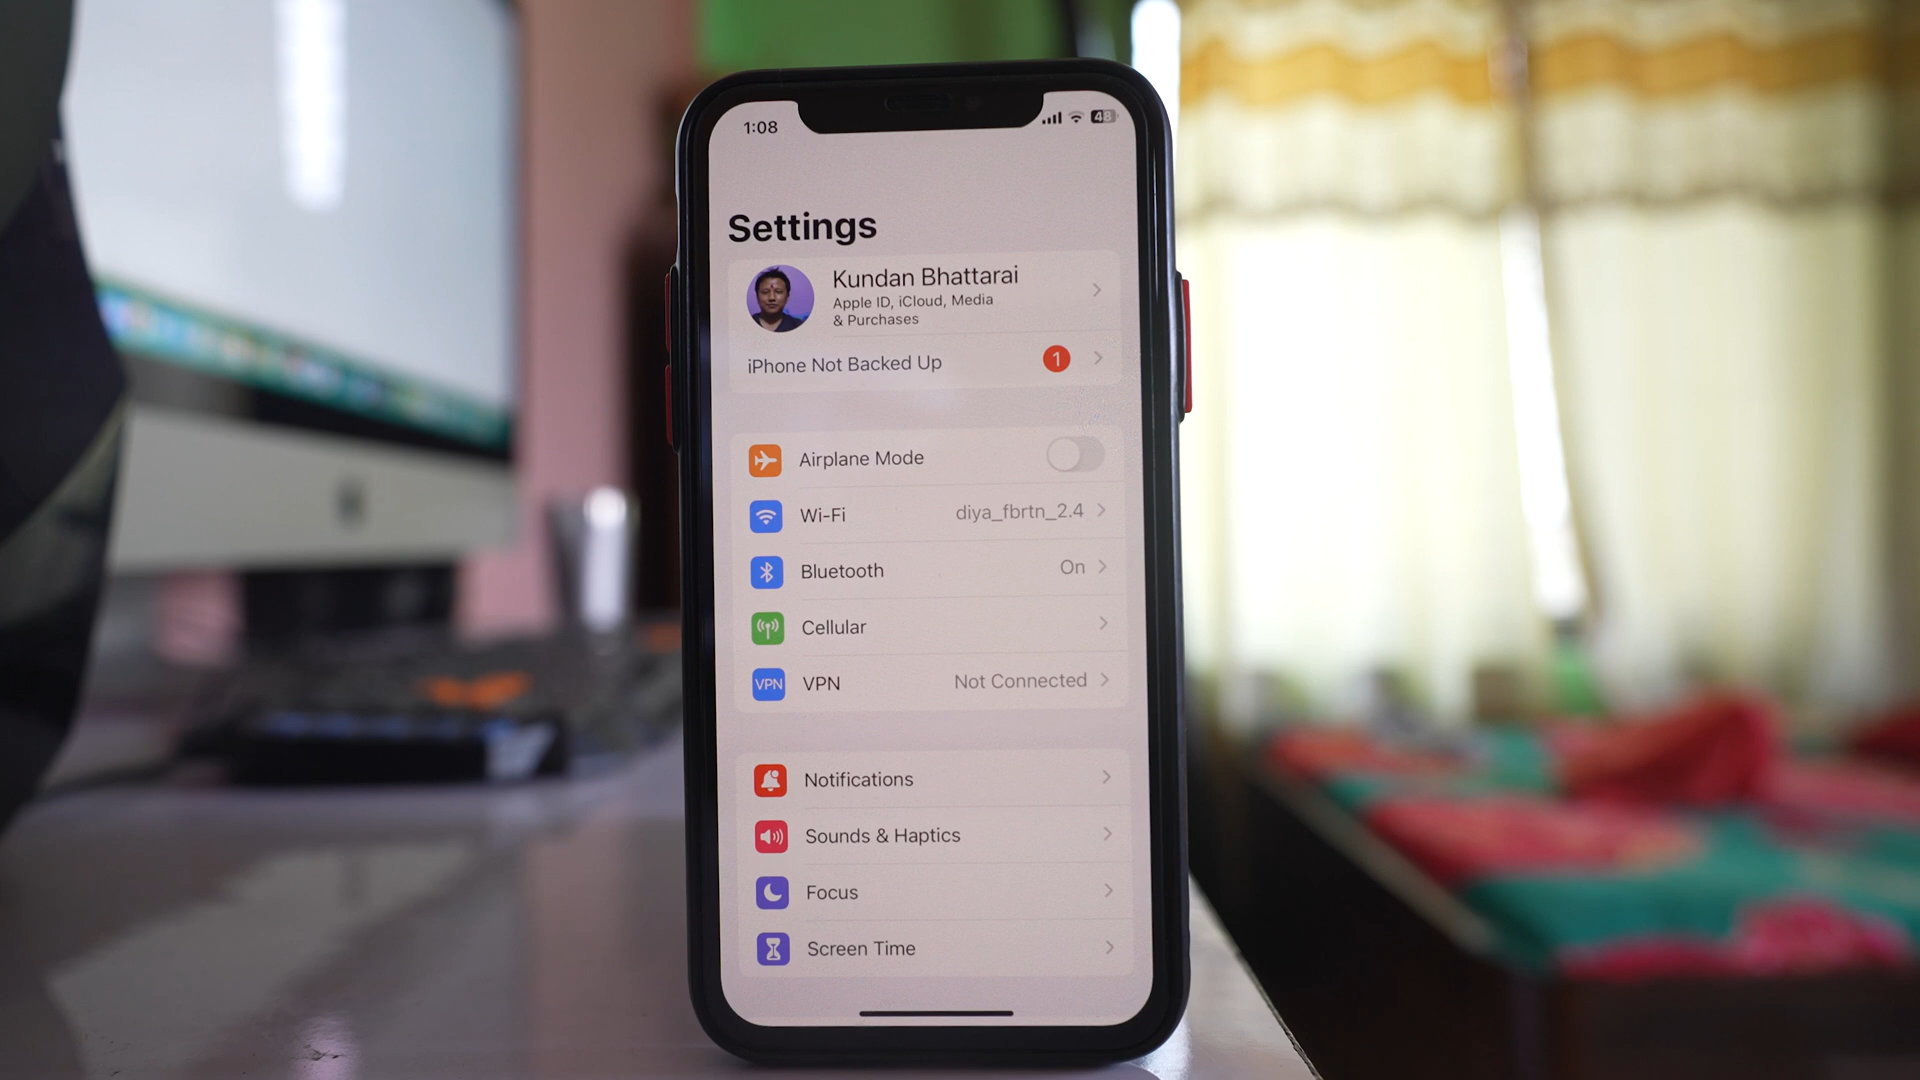 1:08
48
Settings
Kundan Bhattarai
Apple ID, iCloud, Media
& Purchases
iPhone Not Backed Up 1
Airplane Mode
Wi-Fi diya_fbrtn_2.4
Bluetooth On
Cellular
VPN VPN Not Connected
Notifications
Sounds & Haptics
Focus
Screen Time